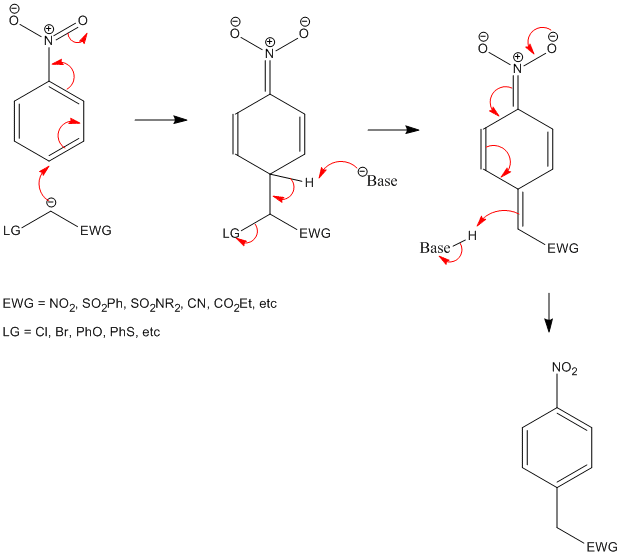 ⊖ O O
N ⊕
⊖
LG EWG
⊖ O ⊕ O ⊖
N
H ⊖ Base
LG EWG
⊖ O ⊕ O ⊖
N
H
Base
EWG
EWG = NO2, SO2Ph, SO2NR2, CN, CO2Et, etc
LG = Cl, Br, PhO, PhS, etc
NO2
EWG